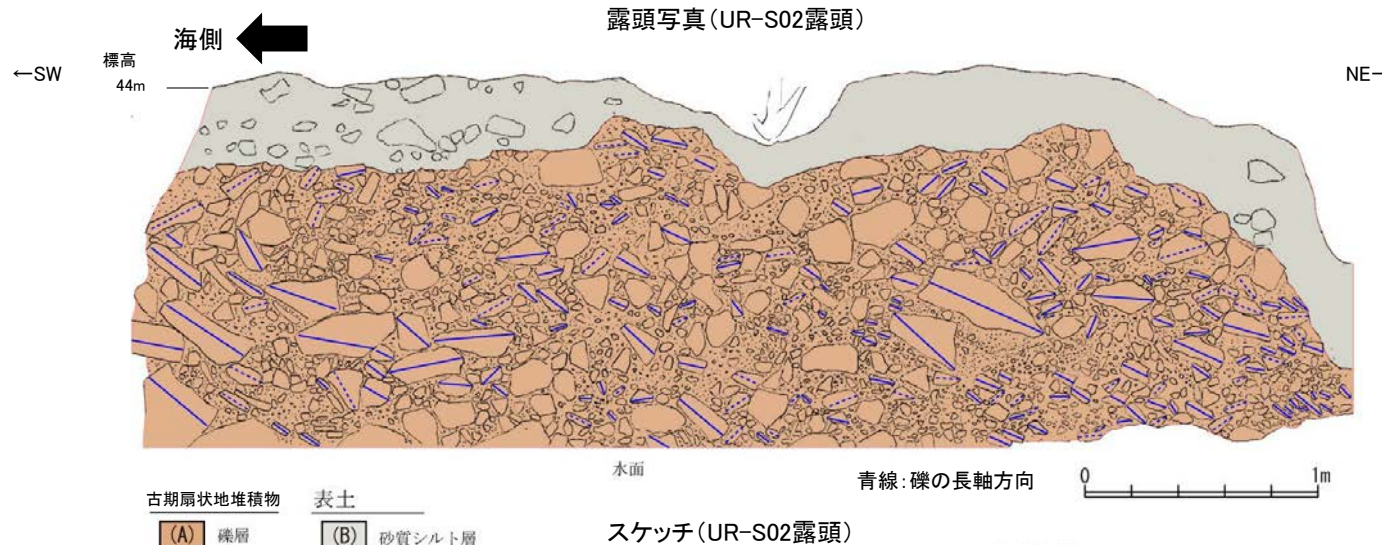 露頭写真(UR-S02露頭)
海側
←SW
標高
44m
NE
水面
青線:礫の長軸方向
0
1m
古期扇状地堆積物
表土
(A) 礫層
(B) 砂質シルト層
スケッチ(UR-S02露頭)